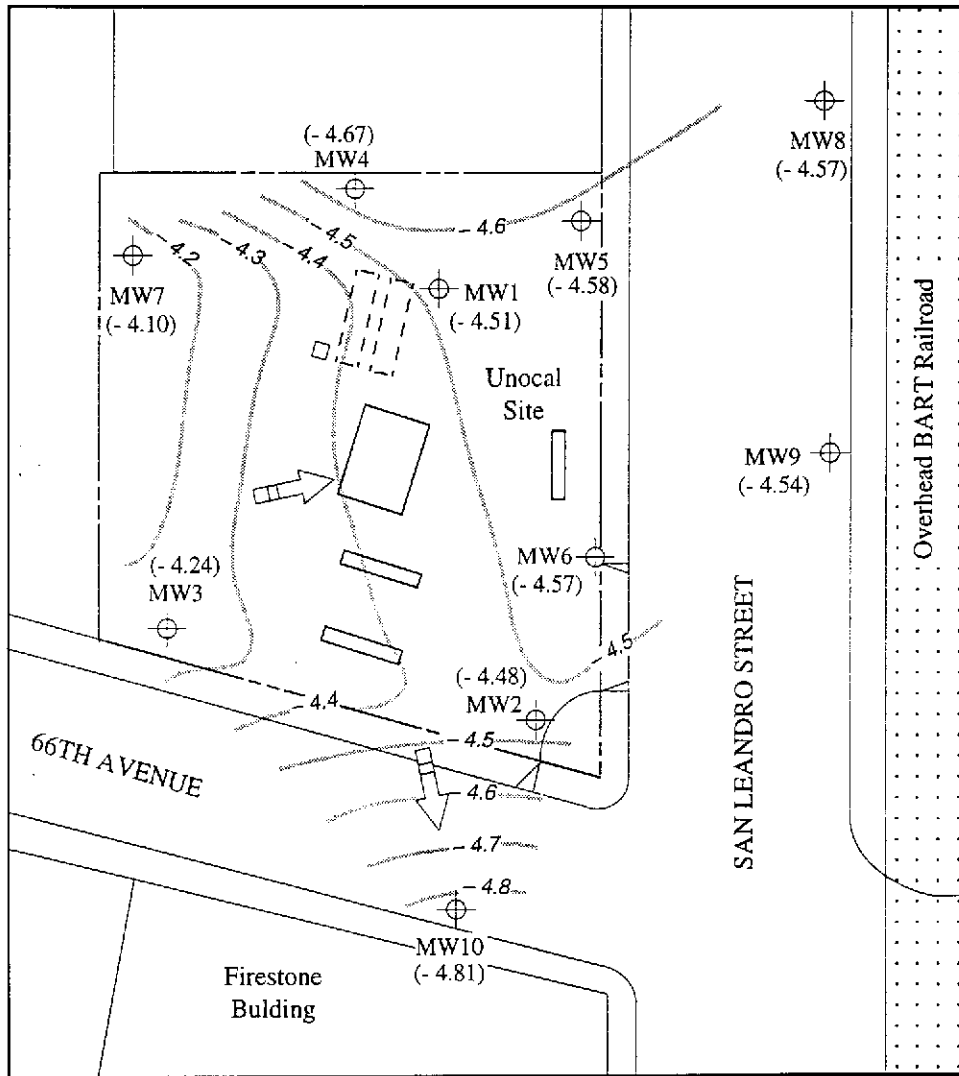 (- 4.67)
MW4
MW8
(- 4.57)
- 4.6
- 4.5
- 4.4
- 4.3
- 4.2
MW5
(- 4.58)
MW7
(- 4.10)
MW1
(- 4.51)
Unocal
Site
Overhead BART Railroad
MW9
(- 4.54)
(- 4.24)
MW3
MW6
(- 4.57)
SAN LEANDRO STREET
- 4.5
(- 4.48)
MW2
- 4.4
- 4.5
66TH AVENUE
- 4.6
- 4.7
- 4.8
MW10
(- 4.81)
Firestone
Bulding